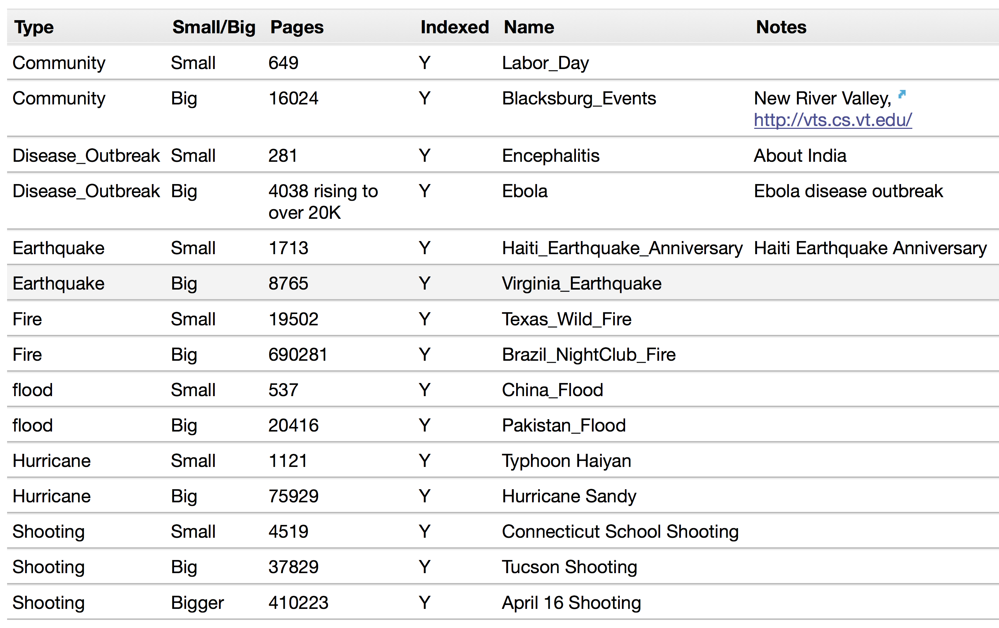 Type Small/Big Pages Indexed Name Notes
Community Small 649 Y Labor_Day
Community Big 16024 Y Blacksburg_Events New River Valley,
http://vts.cs.vt.edu/
Disease_Outbreak Small 281 Y Encephalitis About India
Disease_Outbreak Big 4038 rising to Y Ebola Ebola disease outbreak
over 20K
Earthquake Small 1713 Y Haiti_Earthquake_Anniversary Haiti Earthquake Anniversary
Earthquake Big 8765 Y Virginia_Earthquake
Fire Small 19502 Y Texas_Wild_Fire
Fire Big 690281 Y Brazil_NightClub_Fire
flood Small 537 Y China_Flood
flood Big 20416 Y Pakistan_Flood
Hurricane Small 1121 Y Typhoon Haiyan
Hurricane Big 75929 Y Hurricane Sandy
Shooting Small 4519 Y Connecticut School Shooting
Shooting Big 37829 Y Tucson Shooting
Shooting Bigger 410223 Y April 16 Shooting